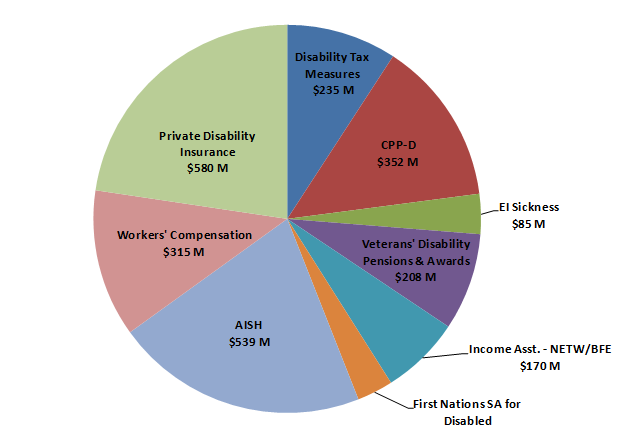 Disability Tax
Measures
$235 M
CPP-D
$352 M
EI Sickness
$85 M
Veterans' Disability
Pensions & Awards
$208 M
Income Asst. - NETW/BFE
$170 M
First Nations SA for
Disabled
AISH
$539 M
Workers' Compensation
$315 M
Private Disability
Insurance
$580 M